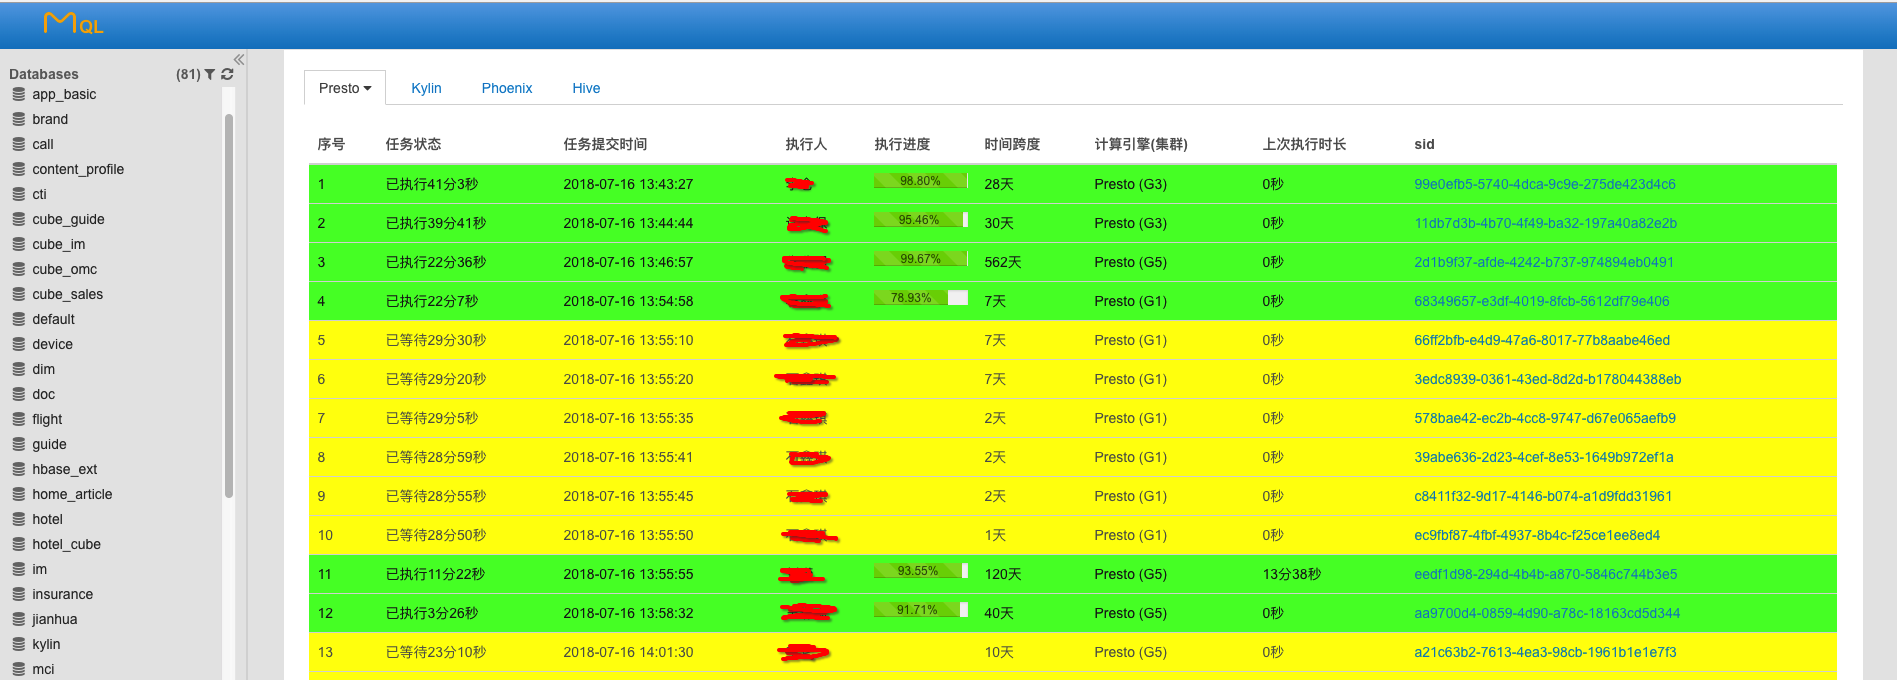 MQL
Databases (81)
app_basic
brand
call
content_profile
cti
cube_guide
cube_im
cube_omc
cube_sales
default
device
dim
doc
flight
guide
hbase_ext
home_article
hotel
hotel_cube
im
insurance
jianhua
kylin
mci
Presto Kylin Phoenix Hive
序号 任务状态 任务提交时间 执行人 执行进度 时间跨度 计算引擎(集群) 上次执行时长 sid
1 已执行41分3秒 2018-07-16 13:43:27 98.80% 28天 Presto (G3) 0秒 99e0efb5-5740-4dca-9c9e-275de423d4c6
2 已执行39分41秒 2018-07-16 13:44:44 95.46% 30天 Presto (G3) 0秒 11db7d3b-4b70-4f49-ba32-197a40a82e2b
3 已执行22分36秒 2018-07-16 13:46:57 99.67% 562天 Presto (G5) 0秒 2d1b9f37-afde-4242-b737-974894eb0491
4 已执行22分7秒 2018-07-16 13:54:58 78.93% 7天 Presto (G1) 0秒 68349657-e3df-4019-8fcb-5612df79e406
5 已等待29分30秒 2018-07-16 13:55:10 7天 Presto (G1) 0秒 66ff2bfb-e4d9-47a6-8017-77b8aabe46ed
6 已等待29分20秒 2018-07-16 13:55:20 7天 Presto (G1) 0秒 3edc8939-0361-43ed-8d2d-b178044388eb
7 已等待29分5秒 2018-07-16 13:55:35 2天 Presto (G1) 0秒 578bae42-ec2b-4cc8-9747-d67e065aefb9
8 已等待28分59秒 2018-07-16 13:55:41 2天 Presto (G1) 0秒 39abe636-2d23-4cef-8e53-1649b972ef1a
9 已等待28分55秒 2018-07-16 13:55:45 2天 Presto (G1) 0秒 c8411f32-9d17-4146-b074-a1d9fdd31961
10 已等待28分50秒 2018-07-16 13:55:50 1天 Presto (G1) 0秒 ec9fbf87-4fbf-4937-8b4c-f25ce1ee8ed4
11 已执行11分22秒 2018-07-16 13:55:55 93.55% 120天 Presto (G5) 13分38秒 eedf1d98-294d-4b4b-a870-5846c744b3e5
12 已执行3分26秒 2018-07-16 13:58:32 91.71% 40天 Presto (G5) 0秒 aa9700d4-0859-4d90-a78c-18163cd5d344
13 已等待23分10秒 2018-07-16 14:01:30 10天 Presto (G5) 0秒 a21c63b2-7613-4ea3-98cb-1961b1e1e7f3